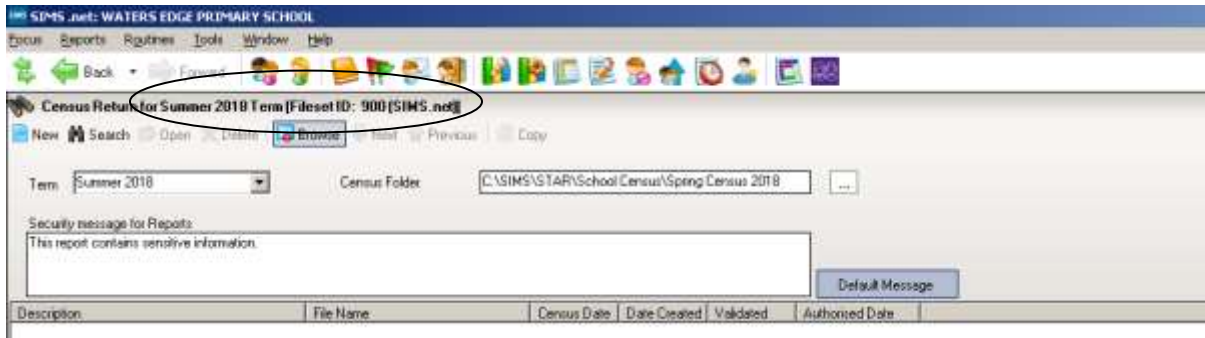 SIMS .net: WATERS EDGE PRIMARY SCHOOL
Focus Reports Routines Tools Window Help
Back Forward
Census Return for Summer 2018 Term [Fileset ID: 900 [SIMS.net]]
New Search Open Delete Browse Next Previous Copy
Term Summer 2018 Census Folder C:\SIMS\STAR\School Census\Spring Census 2018 ...
Security message for Reports
This report contains sensitive information.
Default Message
Description File Name Census Date Date Created Validated Authorised Date